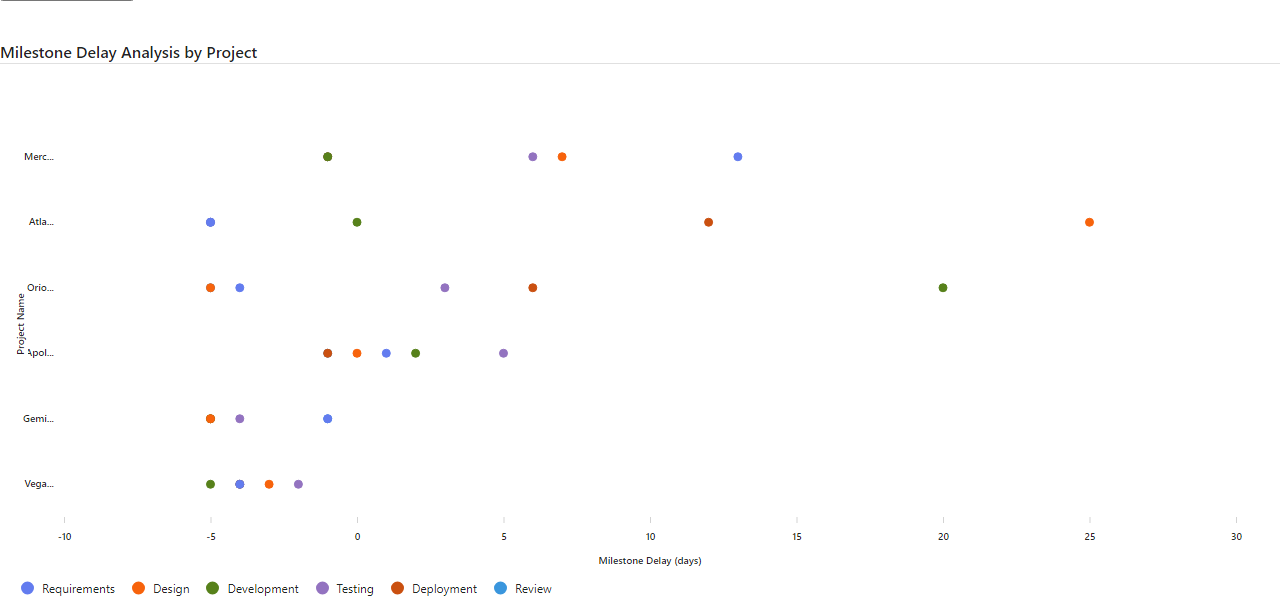 Milestone Delay Analysis by Project
Merc...
Atla...
Orio...
Project Name
Apol...
Gemi...
Vega...
-10 -5 0 5 10 15 20 25 30
Milestone Delay (days)
Requirements Design Development Testing Deployment Review